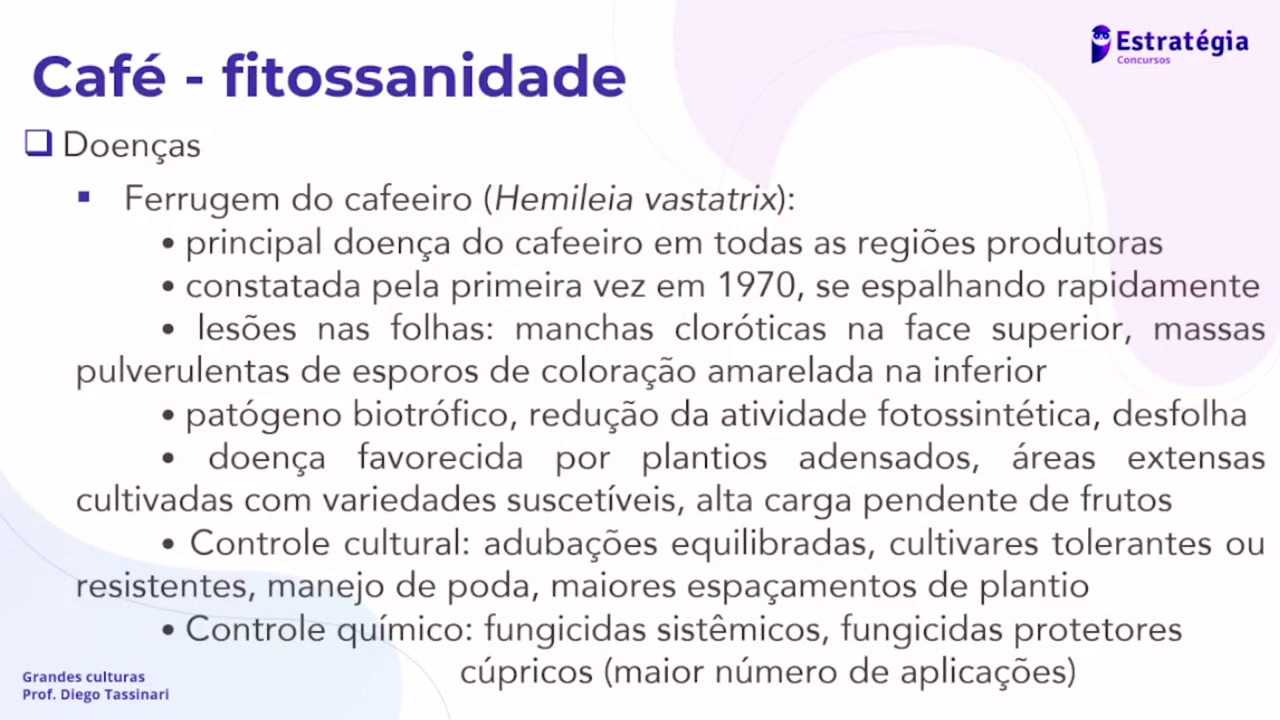 Estratégia
Concursos
Café - fitossanidade
Doenças
Ferrugem do cafeeiro (Hemileia vastatrix):
• principal doença do cafeeiro em todas as regiões produtoras
• constatada pela primeira vez em 1970, se espalhando rapidamente
• lesões nas folhas: manchas cloróticas na face superior, massas
pulverulentas de esporos de coloração amarelada na inferior
• patógeno biotrófico, redução da atividade fotossintética, desfolha
• doença favorecida por plantios adensados, áreas extensas
cultivadas com variedades suscetíveis, alta carga pendente de frutos
• Controle cultural: adubações equilibradas, cultivares tolerantes ou
resistentes, manejo de poda, maiores espaçamentos de plantio
• Controle químico: fungicidas sistêmicos, fungicidas protetores
cúpricos (maior número de aplicações)
Grandes culturas
Prof. Diego Tassinari